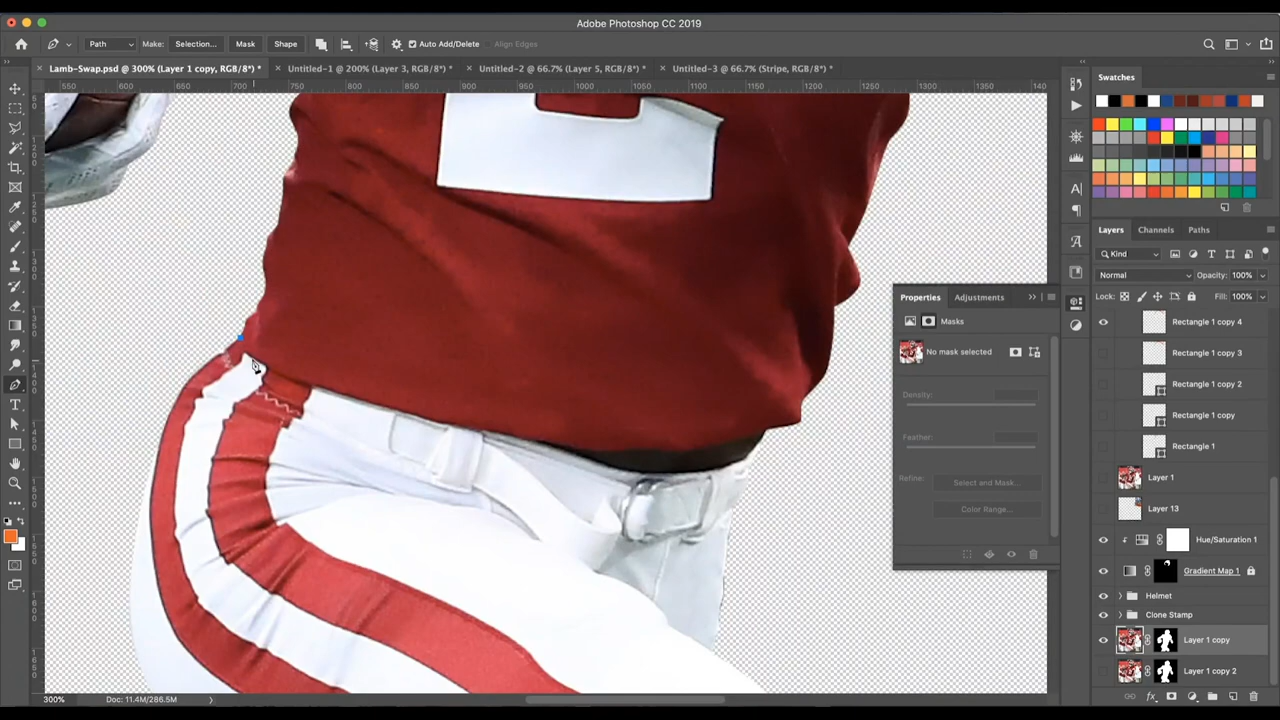 Adobe Photoshop CC 2019
Path Make: Selection... Mask Shape Auto Add/Delete Align Edges
Lamb-Swap.psd @ 300% (Layer 1 copy, RGB/8*) * Untitled-1 @ 200% (Layer 3, RGB/8*) * Untitled-2 @ 66.7% (Layer 5, RGB/8*) * Untitled-3 @ 66.7% (Stripe, RGB/8*) *
Swatches
550 600 650 700 750 800 850 900 950 1000 1050 1100 1150 1200 1250 1300 1350 140
Layers Channels Paths
Kind
Normal Opacity: 100%
Lock: Fill: 100%
Properties Adjustments
Masks
No mask selected
Density:
Feather:
Refine: Select and Mask...
Color Range...
Rectangle 1 copy 4
Rectangle 1 copy 3
Rectangle 1 copy 2
Rectangle 1 copy
Rectangle 1
Layer 1
Layer 13
Hue/Saturation 1
Gradient Map 1
Helmet
Clone Stamp
Layer 1 copy
Layer 1 copy 2
300% Doc: 11.4M/286.5M